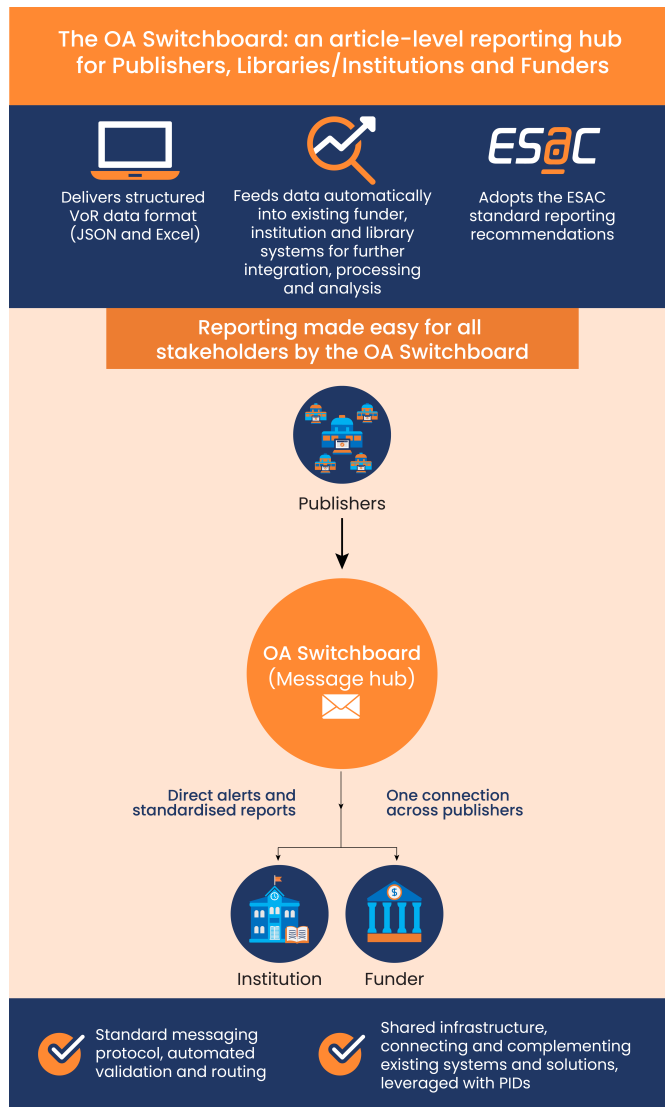 The OA Switchboard: an article-level reporting hub
for Publishers, Libraries/Institutions and Funders
Delivers structured
VoR data format
(JSON and Excel)
Feeds data automatically
into existing funder,
institution and library
systems for further
integration, processing
and analysis
ESaC
Adopts the ESAC
standard reporting
recommendations
Reporting made easy for all
stakeholders by the OA Switchboard
Publishers
OA Switchboard
(Message hub)
Direct alerts and
standardised reports
One connection
across publishers
$
Institution
Funder
Standard messaging
protocol, automated
validation and routing
Shared infrastructure,
connecting and complementing
existing systems and solutions,
leveraged with PIDs